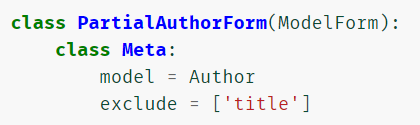 class PartialAuthorForm(ModelForm):
    class Meta:
        model = Author
        exclude = ['title']